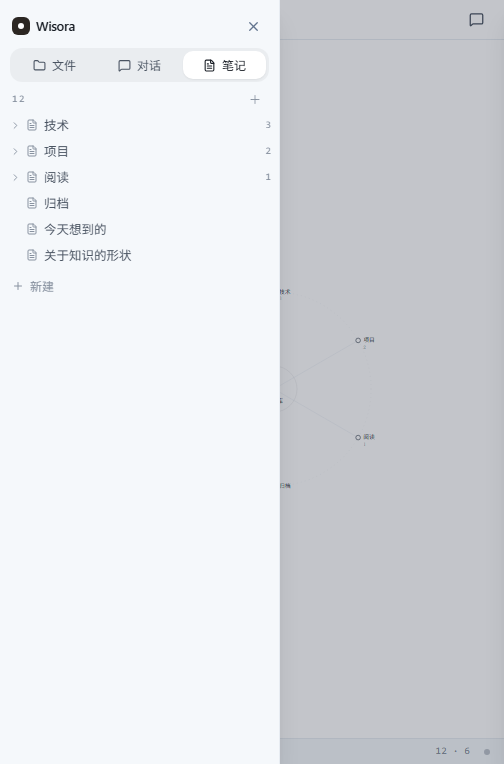 Wisora
文件
对话
笔记
12
技术 3
项目 2
阅读 1
归档
今天想到的
关于知识的形状
新建
技术
项目
阅读
归档
12 · 6